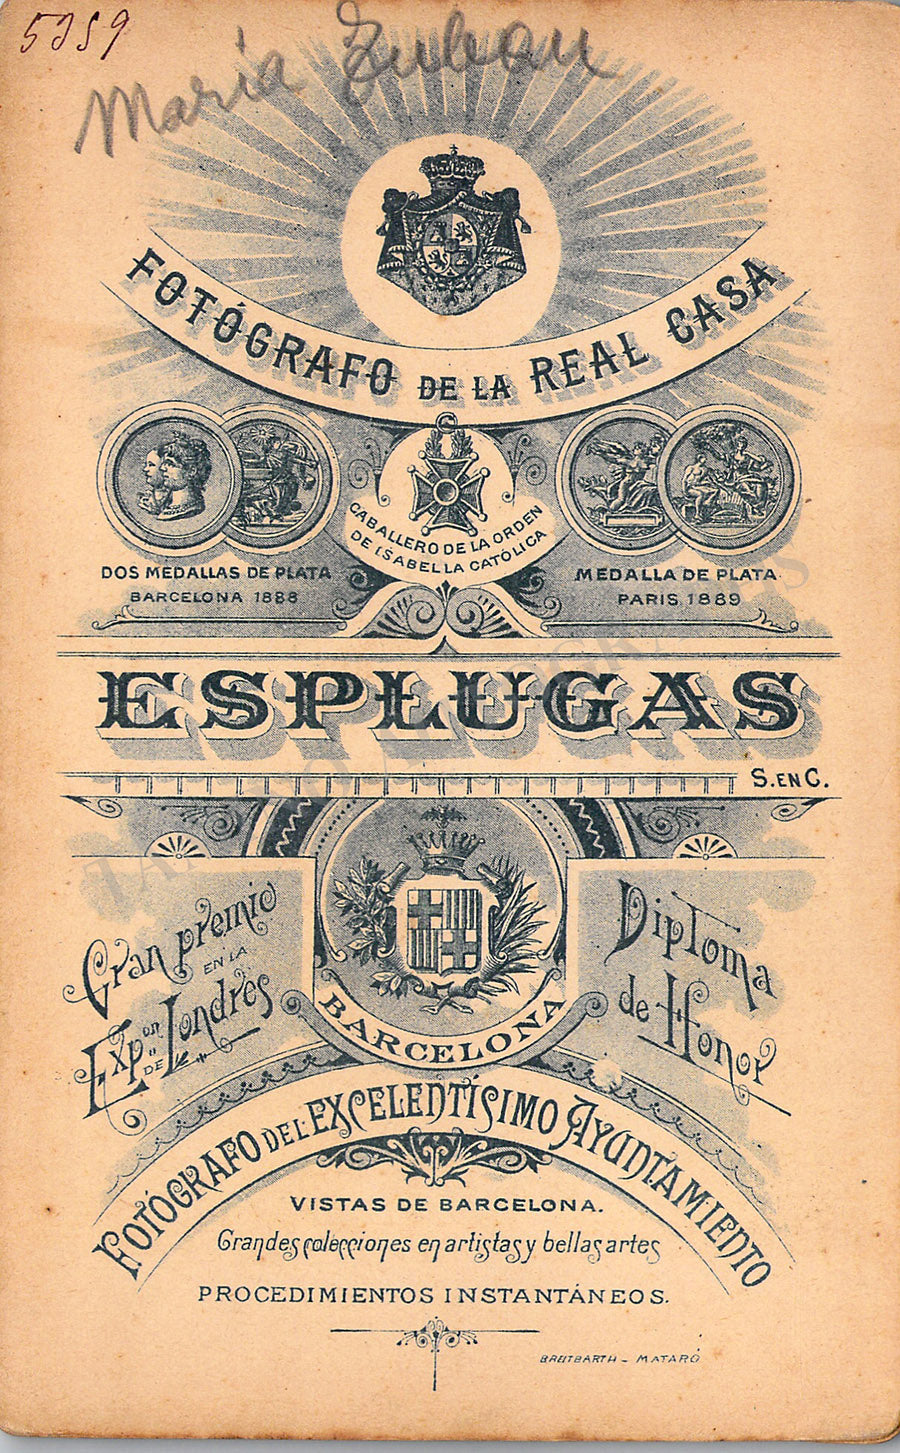 5959
Maria
FOTÓGRAFO DE LA REAL CASA
CABALLERO DE LA ORDEN
DE ISABEL LA CATÓLICA
DOS MEDALLAS DE PLATA
BARCELONA 1888
MEDALLA DE PLATA
PARIS 1889
ESPLUGAS
S. EN C.
Gran premio
EN LA
Expon DE Londres
Diploma
de Honor
BARCELONA
FOTÓGRAFO DEL EXCELENTÍSIMO AYUNTAMIENTO
VISTAS DE BARCELONA.
Grandes colecciones en artistas y bellas artes
PROCEDIMIENTOS INSTANTÁNEOS.
BREITBARTH - MATARÓ